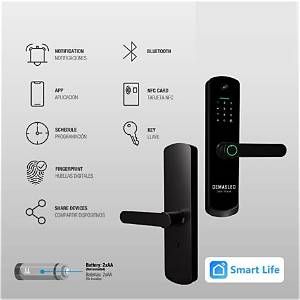 NOTIFICATION
NOTIFICACIONES
BLUETOOTH
APP
APLICACIÓN
NFC CARD
TARJETA NFC
SCHEDULE
PROGRAMACIÓN
KEY
LLAVE
FINGERPRINT
HUELLAS DIGITALES
SHARE DEVICES
COMPARTIR DISPOSITIVOS
DEMASLED
Battery: 2xAA
Batería: 2xAA
Smart Life